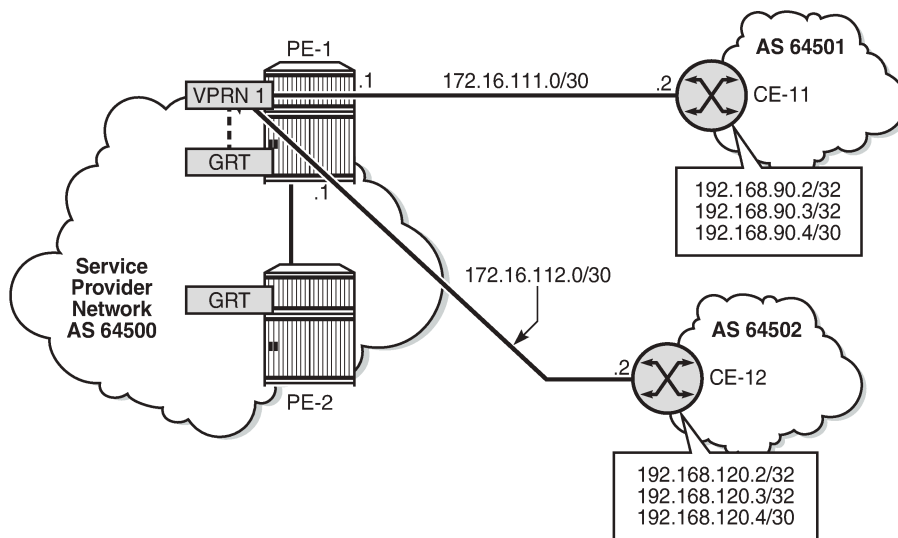 PE-1
AS 64501
VPRN 1
.1
172.16.111.0/30
.2
CE-11
GRT
.1
192.168.90.2/32
192.168.90.3/32
192.168.90.4/30
Service
Provider
Network
AS 64500
172.16.112.0/30
GRT
AS 64502
.2
CE-12
PE-2
192.168.120.2/32
192.168.120.3/32
192.168.120.4/30